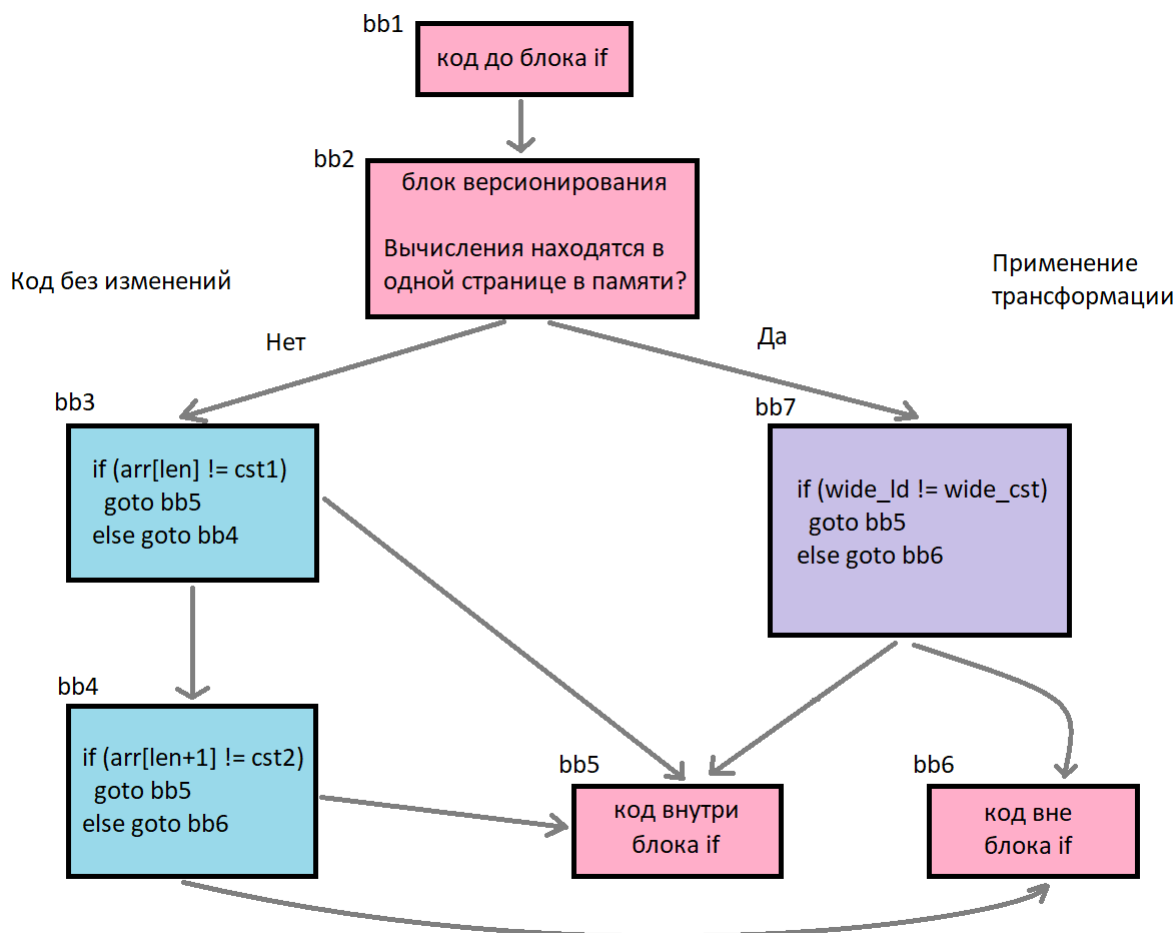 bb1
код до блока if
bb2
блок версионирования
Вычисления находятся в
одной странице в памяти?
Код без изменений
Применение
трансформации
Нет
Да
bb3
if (arr[len] != cst1)
goto bb5
else goto bb4
bb7
if (wide_ld != wide_cst)
goto bb5
else goto bb6
bb4
if (arr[len+1] != cst2)
goto bb5
else goto bb6
bb5
код внутри
блока if
bb6
код вне
блока if